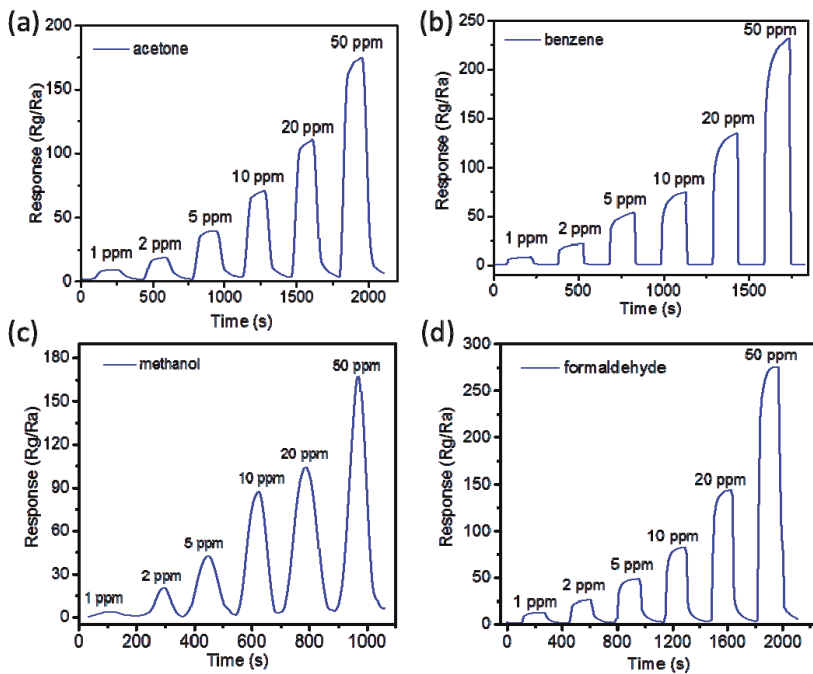 (a)
acetone
Response (Rg/Ra)
200
150
100
50
0
1 ppm
2 ppm
5 ppm
10 ppm
20 ppm
50 ppm
0 500 1000 1500 2000
Time (s)
(b)
benzene
Response (Rg/Ra)
250
200
150
100
50
0
1 ppm
2 ppm
5 ppm
10 ppm
20 ppm
50 ppm
0 500 1000 1500
Time (s)
(c)
methanol
Response (Rg/Ra)
180
150
120
90
60
30
0
1 ppm
2 ppm
5 ppm
10 ppm
20 ppm
50 ppm
0 200 400 600 800 1000
Time (s)
(d)
formaldehyde
Response (Rg/Ra)
300
250
200
150
100
50
0
1 ppm
2 ppm
5 ppm
10 ppm
20 ppm
50 ppm
0 400 800 1200 1600 2000
Time (s)